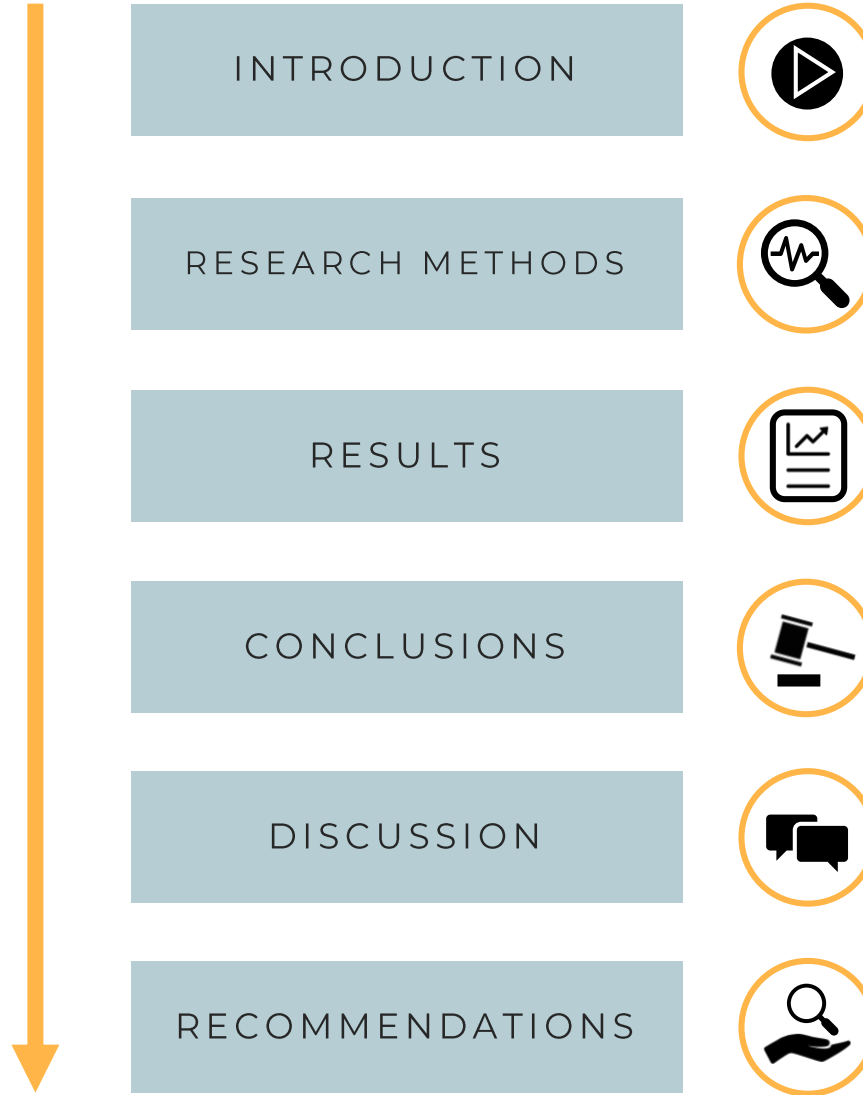 INTRODUCTION
RESEARCH METHODS
RESULTS
CONCLUSIONS
DISCUSSION
RECOMMENDATIONS